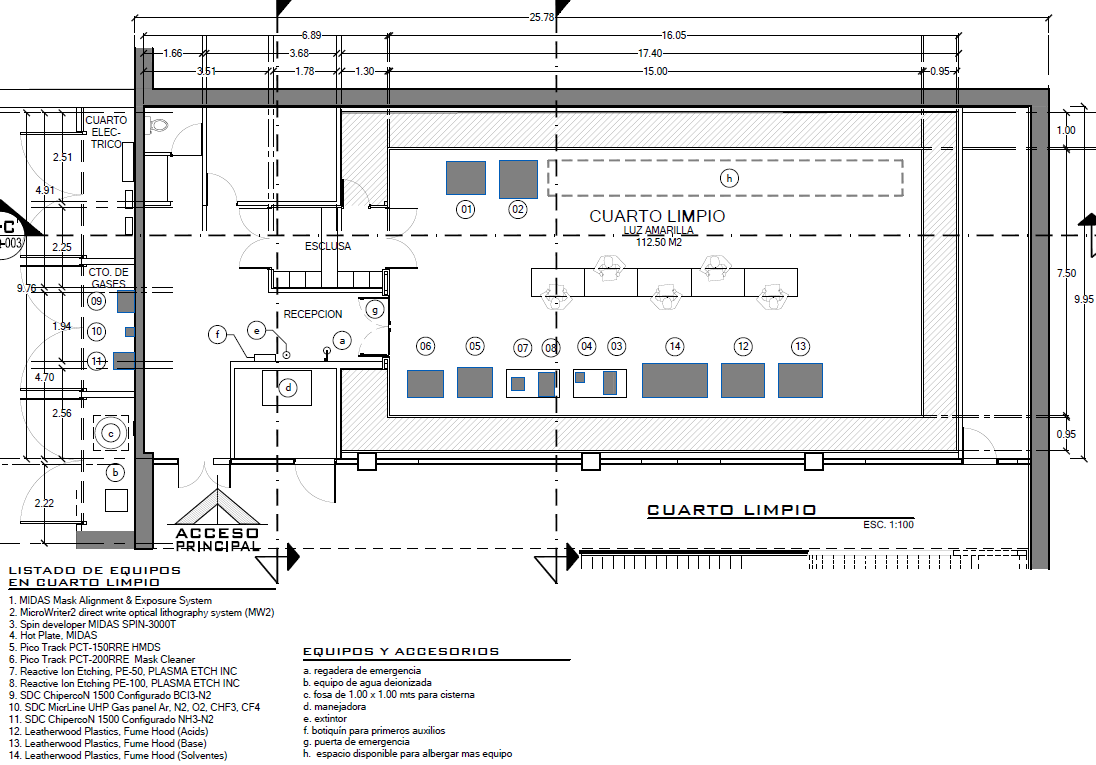 25.78
6.89
16.05
1.66
3.68
17.40
3.51
1.78
1.30
15.00
0.95
CUARTO
ELEC-
TRICO
2.51
1.00
4.91
01
02
h
CUARTO LIMPIO
LUZ AMARILLA
112.50 M2
C
-003
2.25
ESCLUSA
CTO. DE
GASES
7.50
9.76
09
9.95
g
RECEPCION
1.94
10
f
e
a
11
06
05
07
08
04
03
14
12
13
4.70
d
2.56
c
0.95
b
2.22
CUARTO LIMPIO
ESC. 1:100
ACCESO
PRINCIPAL
LISTADO DE EQUIPOS
EN CUARTO LIMPIO
1. MIDAS Mask Alignment & Exposure System
2. MicroWriter2 direct write optical lithography system (MW2)
3. Spin developer MIDAS SPIN-3000T
4. Hot Plate, MIDAS
5. Pico Track PCT-150RRE HMDS
6. Pico Track PCT-200RRE Mask Cleaner
7. Reactive Ion Etching, PE-50, PLASMA ETCH INC
8. Reactive Ion Etching PE-100, PLASMA ETCH INC
9. SDC ChipercoN 1500 Configurado BCl3-N2
10. SDC MicrLine UHP Gas panel Ar, N2, O2, CHF3, CF4
11. SDC ChipercoN 1500 Configurado NH3-N2
12. Leatherwood Plastics, Fume Hood (Acids)
13. Leatherwood Plastics, Fume Hood (Base)
14. Leatherwood Plastics, Fume Hood (Solventes)
EQUIPOS Y ACCESORIOS
a. regadera de emergencia
b. equipo de agua deionizada
c. fosa de 1.00 x 1.00 mts para cisterna
d. manejadora
e. extintor
f. botiquín para primeros auxilios
g. puerta de emergencia
h. espacio disponible para albergar mas equipo